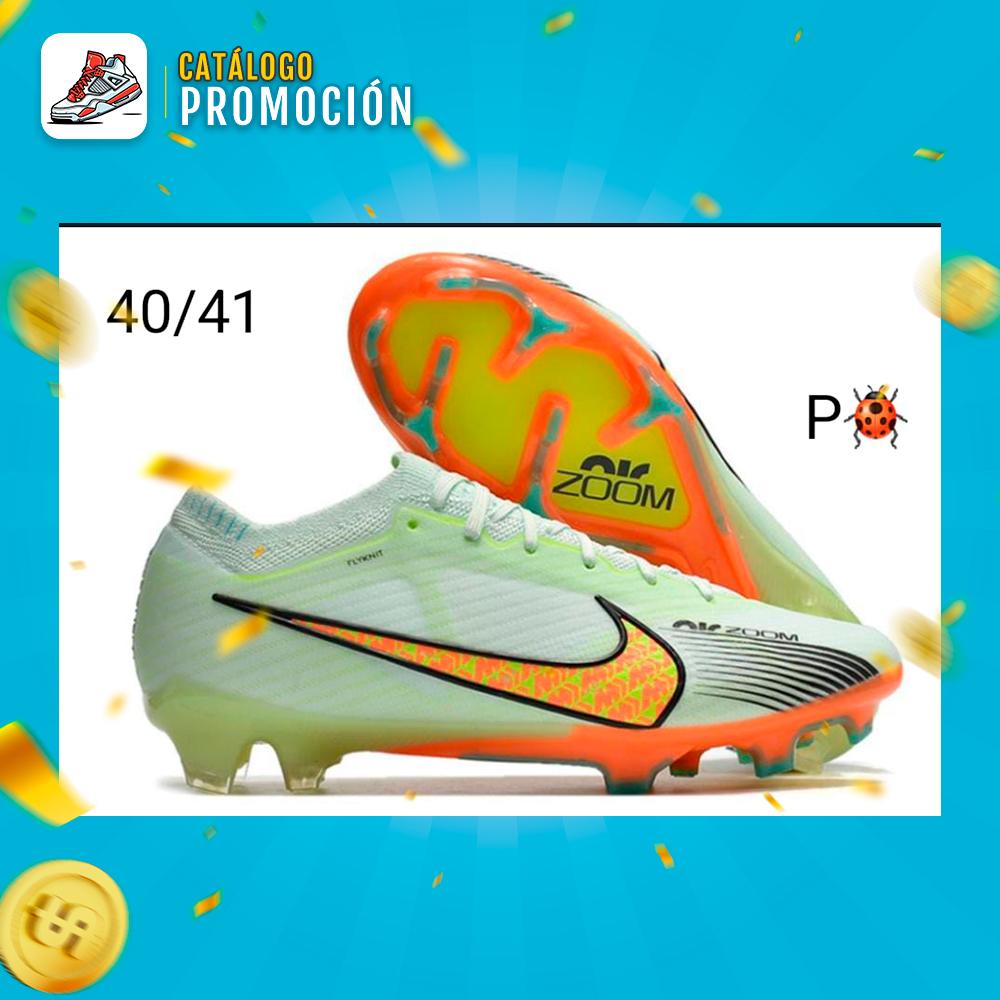 CATÁLOGO
PROMOCIÓN
40/41
P🐞
air
ZOOM
FLYKNIT
air ZOOM